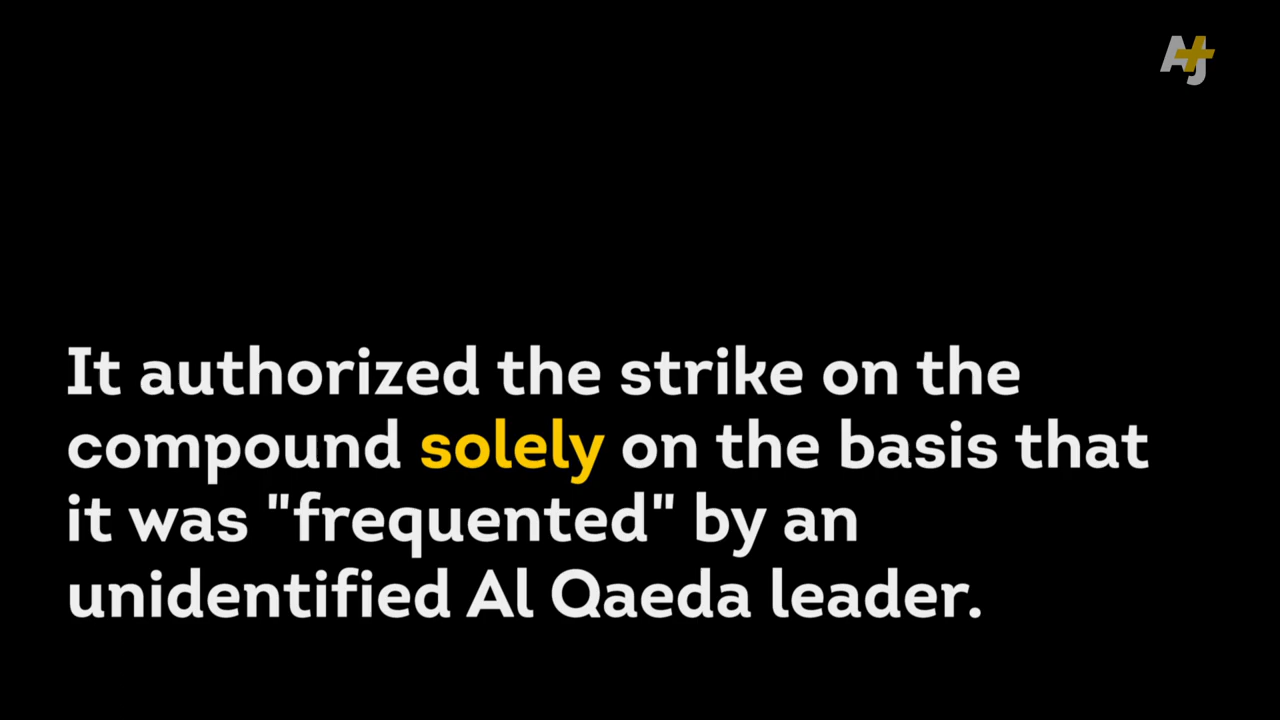 AJ+
It authorized the strike on the
compound solely on the basis that
it was "frequented" by an
unidentified Al Qaeda leader.